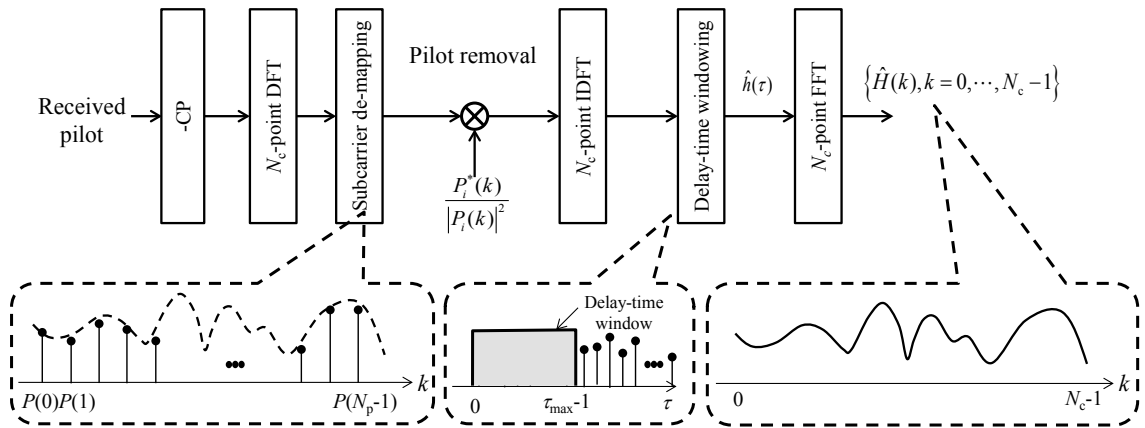 Received
pilot
-CP
N_c-point DFT
Subcarrier de-mapping
Pilot removal
P_i^*(k)
|P_i(k)|^2
N_c-point IDFT
Delay-time windowing
ĥ(τ)
N_c-point FFT
{Ĥ(k), k = 0, ⋯, N_c −1}
P(0)P(1)
P(N_p-1)
k
Delay-time
window
0
τ_max-1
τ
0
N_c-1
k